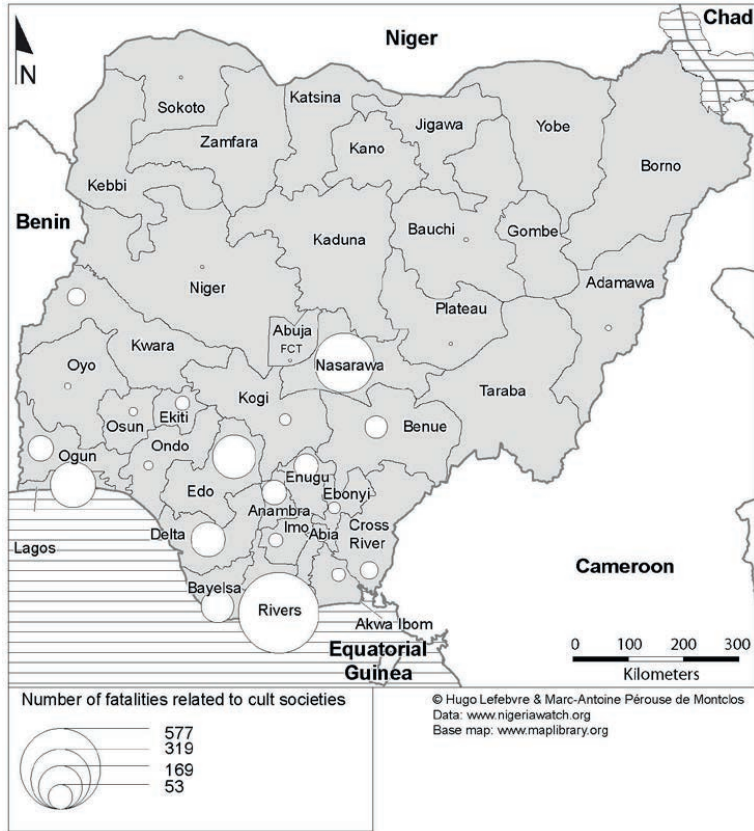 Chad
Niger
N
Sokoto
Katsina
Zamfara
Jigawa
Yobe
Kano
Borno
Kebbi
Benin
Kaduna
Bauchi
Gombe
Niger
Adamawa
Plateau
Abuja
FCT
Kwara
Nasarawa
Oyo
Taraba
Kogi
Osun
Ekiti
Benue
Ondo
Ogun
Enugu
Edo
Ebonyi
Anambra
Imo
Abia
Cross
River
Delta
Lagos
Cameroon
Bayelsa
Rivers
Akwa Ibom
Equatorial
Guinea
0 100 200 300
Kilometers
Number of fatalities related to cult societies
577
319
169
53
© Hugo Lefebvre & Marc-Antoine Pérouse de Montclos
Data: www.nigeriawatch.org
Base map: www.maplibrary.org